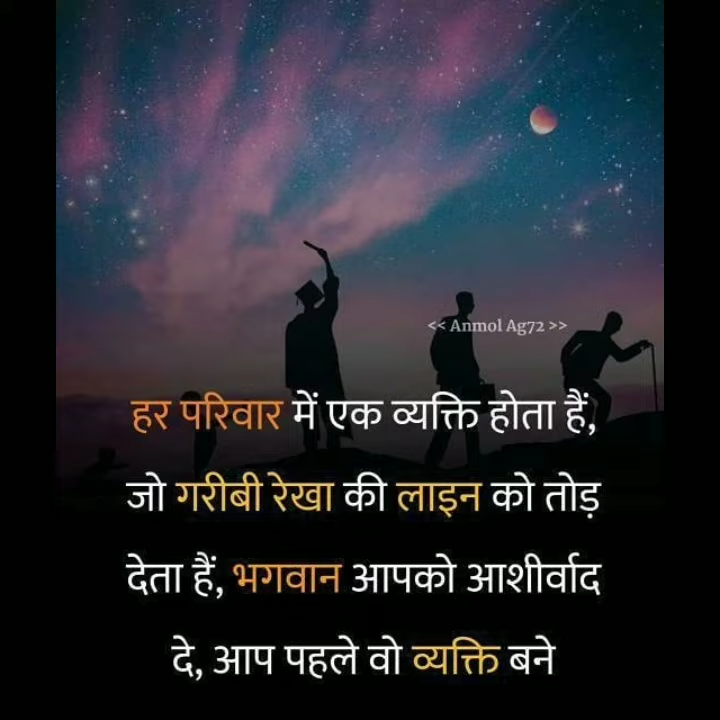 << Anmol Ag72 >>
हर परिवार में एक व्यक्ति होता हैं,
जो गरीबी रेखा की लाइन को तोड़
देता हैं, भगवान आपको आशीर्वाद
दे, आप पहले वो व्यक्ति बने